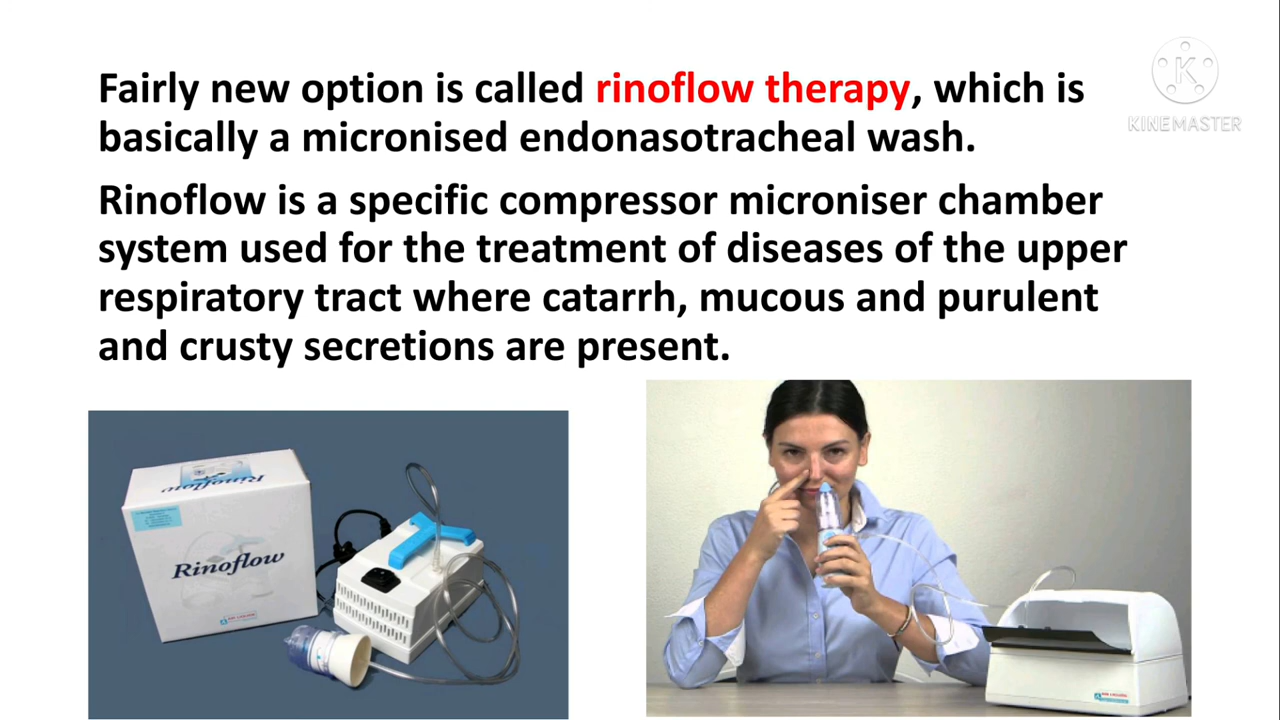 Fairly new option is called rinoflow therapy, which is
basically a micronised endonasotracheal wash.
Rinoflow is a specific compressor microniser chamber
system used for the treatment of diseases of the upper
respiratory tract where catarrh, mucous and purulent
and crusty secretions are present.
KINEMASTER
Rinoflow
Rinoflow